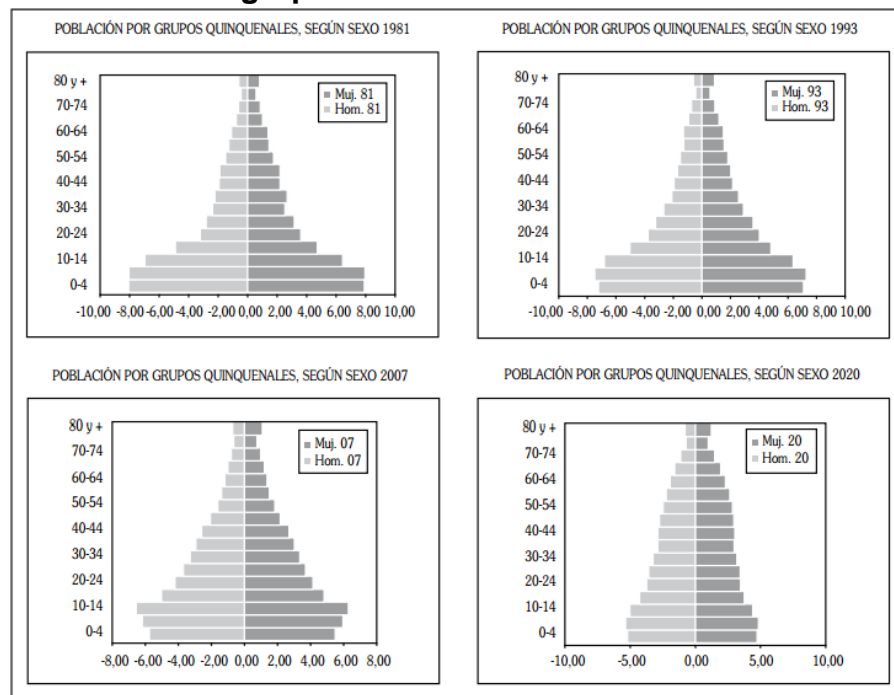 POBLACIÓN POR GRUPOS QUINQUENALES, SEGÚN SEXO 1981
80 y +
70-74
60-64
50-54
40-44
30-34
20-24
10-14
0-4
Muj. 81
Hom. 81
-10,00 -8,00 -6,00 -4,00 -2,00 0,00 2,00 4,00 6,00 8,00 10,00
POBLACIÓN POR GRUPOS QUINQUENALES, SEGÚN SEXO 1993
80 y +
70-74
60-64
50-54
40-44
30-34
20-24
10-14
0-4
Muj. 93
Hom. 93
-10,00 -8,00 -6,00 -4,00 -2,00 0,00 2,00 4,00 6,00 8,00 10,00
POBLACIÓN POR GRUPOS QUINQUENALES, SEGÚN SEXO 2007
80 y +
70-74
60-64
50-54
40-44
30-34
20-24
10-14
0-4
Muj. 07
Hom. 07
-8,00 -6,00 -4,00 -2,00 0,00 2,00 4,00 6,00 8,00
POBLACIÓN POR GRUPOS QUINQUENALES, SEGÚN SEXO 2020
80 y +
70-74
60-64
50-54
40-44
30-34
20-24
10-14
0-4
Muj. 20
Hom. 20
-10,00 -5,00 0,00 5,00 10,00